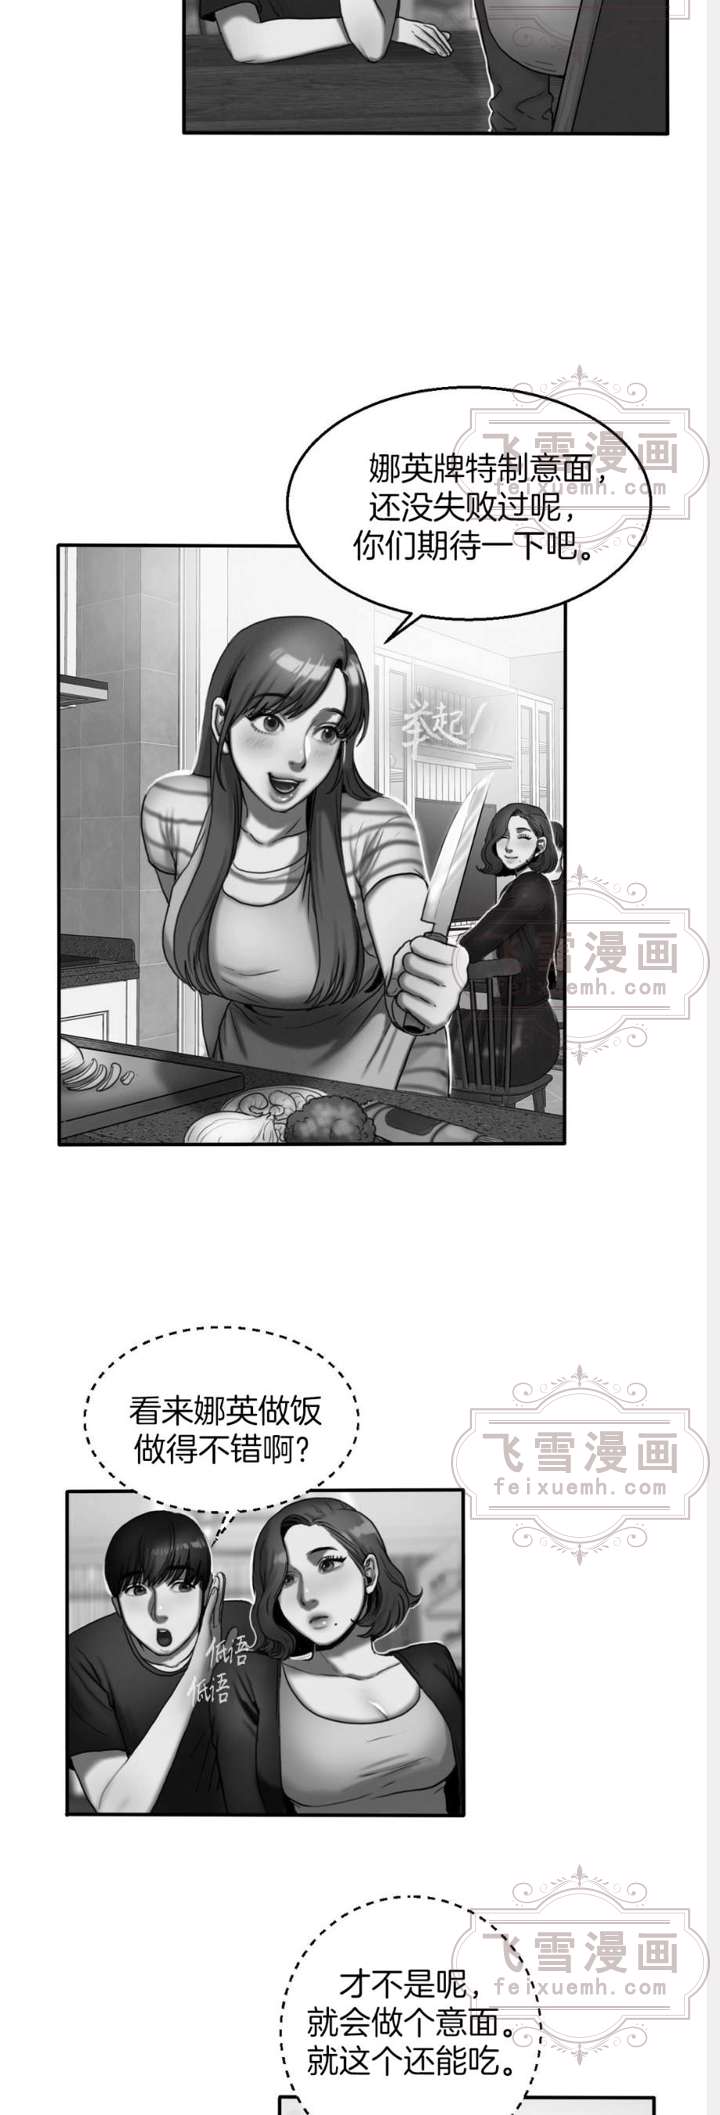 飞雪漫画
feixuemh.com
娜英牌特制意面，
还没失败过呢，
你们期待一下吧。
举起!
飞雪漫画
feixuemh.com
看来娜英做饭
做得不错啊?
飞雪漫画
feixuemh.com
低语
低语
飞雪漫画
feixuemh.com
才不是呢，
就会做个意面。
就这个还能吃。